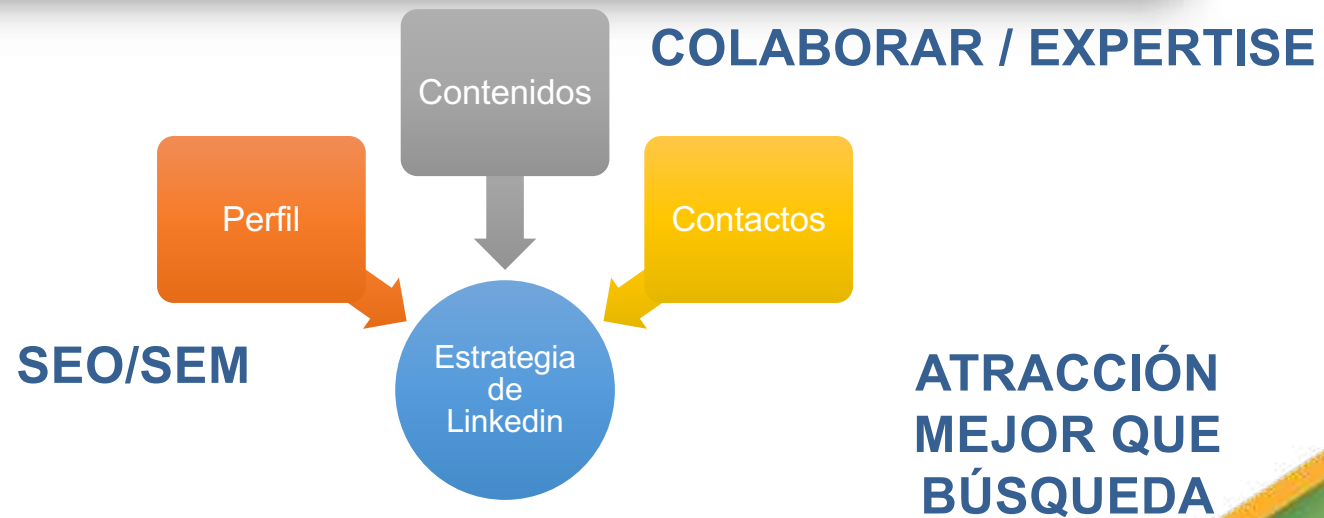 COLABORAR / EXPERTISE
Contenidos
Perfil
Contactos
SEO/SEM
Estrategia
de
Linkedin
ATRACCIÓN
MEJOR QUE
BÚSQUEDA